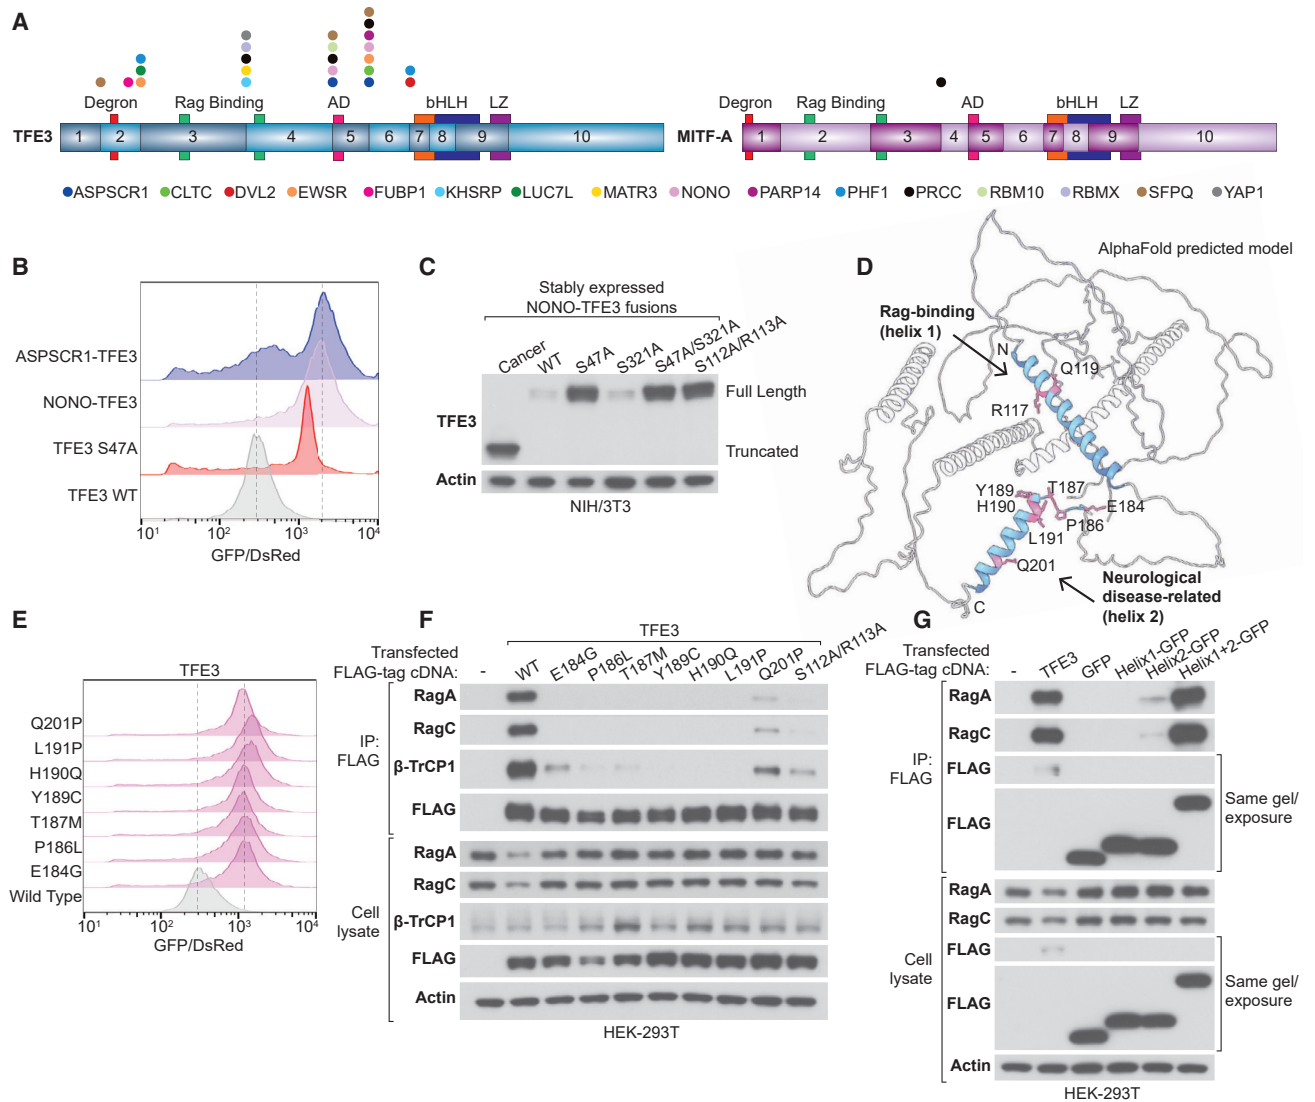 A
Degron Rag Binding AD bHLH LZ
TFE3 1 2 3 4 5 6 7 8 9 10
Degron Rag Binding AD bHLH LZ
MITF-A 1 2 3 4 5 6 7 8 9 10
ASPSCR1 CLTC DVL2 EWSR FUBP1 KHSRP LUC7L MATR3 NONO PARP14 PHF1 PRCC RBM10 RBMX SFPQ YAP1
B
ASPSCR1-TFE3
NONO-TFE3
TFE3 S47A
TFE3 WT
10¹ 10² 10³ 10⁴
GFP/DsRed
C
Stably expressed
NONO-TFE3 fusions
Cancer WT S47A S321A S47A/S321A S112A/R113A
TFE3
Full Length
Truncated
Actin
NIH/3T3
D
AlphaFold predicted model
Rag-binding
(helix 1)
N
Q119
R117
Y189
T187
H190
E184
P186
L191
Q201
C
Neurological
disease-related
(helix 2)
E
TFE3
Q201P
L191P
H190Q
Y189C
T187M
P186L
E184G
Wild Type
10¹ 10² 10³ 10⁴
GFP/DsRed
F
TFE3
Transfected
FLAG-tag cDNA:
- WT E184G P186L T187M Y189C H190Q L191P Q201P S112A/R113A
IP:
FLAG
RagA
RagC
β-TrCP1
FLAG
Cell
lysate
RagA
RagC
β-TrCP1
FLAG
Actin
HEK-293T
G
Transfected
FLAG-tag cDNA:
- TFE3 GFP Helix1-GFP Helix2-GFP Helix1+2-GFP
IP:
FLAG
RagA
RagC
FLAG
FLAG
Same gel/
exposure
Cell
lysate
RagA
RagC
FLAG
FLAG
Same gel/
exposure
Actin
HEK-293T